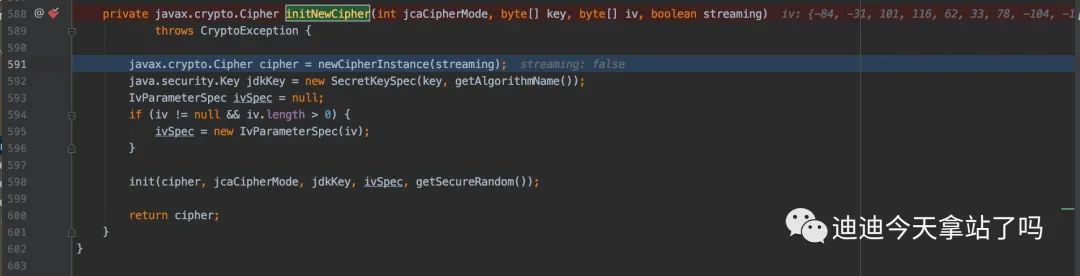 588 @ private javax.crypto.Cipher initNewCipher(int jcaCipherMode, byte[] key, byte[] iv, boolean streaming) iv: {-84, -31, 101, 116, 62, 33, 78, -104, -1
589 throws CryptoException {
590
591 javax.crypto.Cipher cipher = newCipherInstance(streaming); streaming: false
592 java.security.Key jdkKey = new SecretKeySpec(key, getAlgorithmName());
593 IvParameterSpec ivSpec = null;
594 if (iv != null && iv.length > 0) {
595 ivSpec = new IvParameterSpec(iv);
596 }
597
598 init(cipher, jcaCipherMode, jdkKey, ivSpec, getSecureRandom());
599
600 return cipher;
601 }
602 }
603
迪迪今天拿站了吗